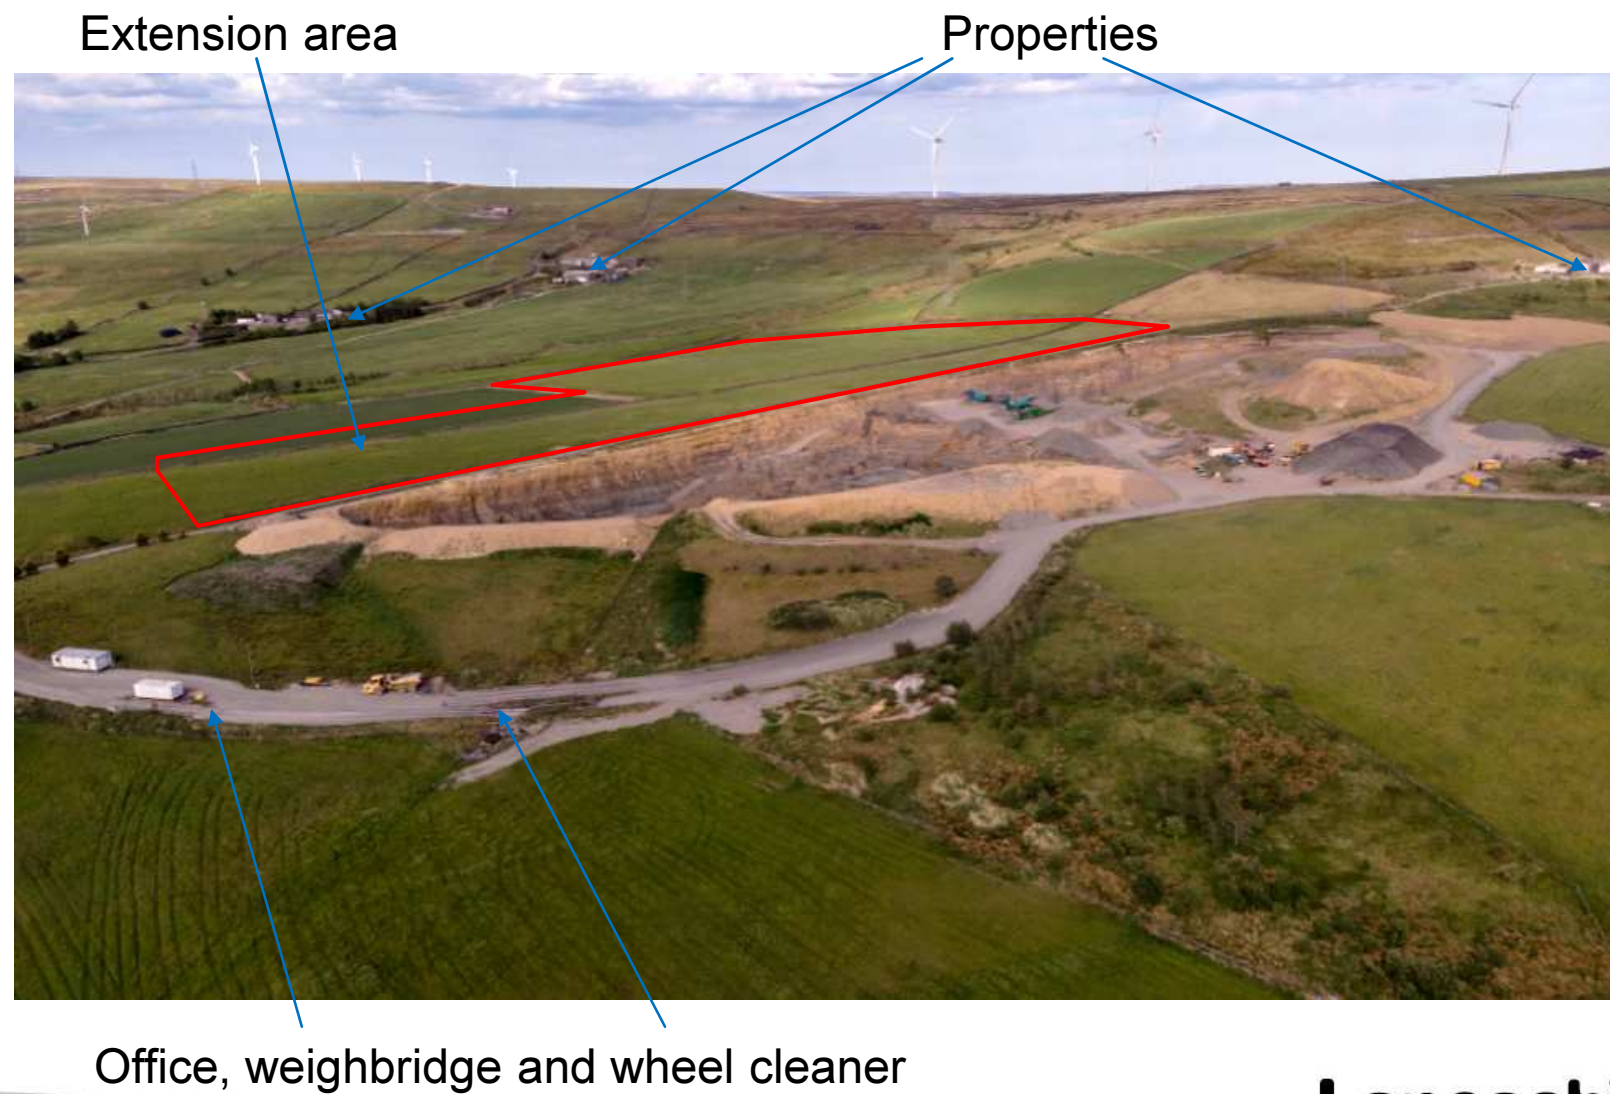 Extension area
Properties
Office, weighbridge and wheel cleaner